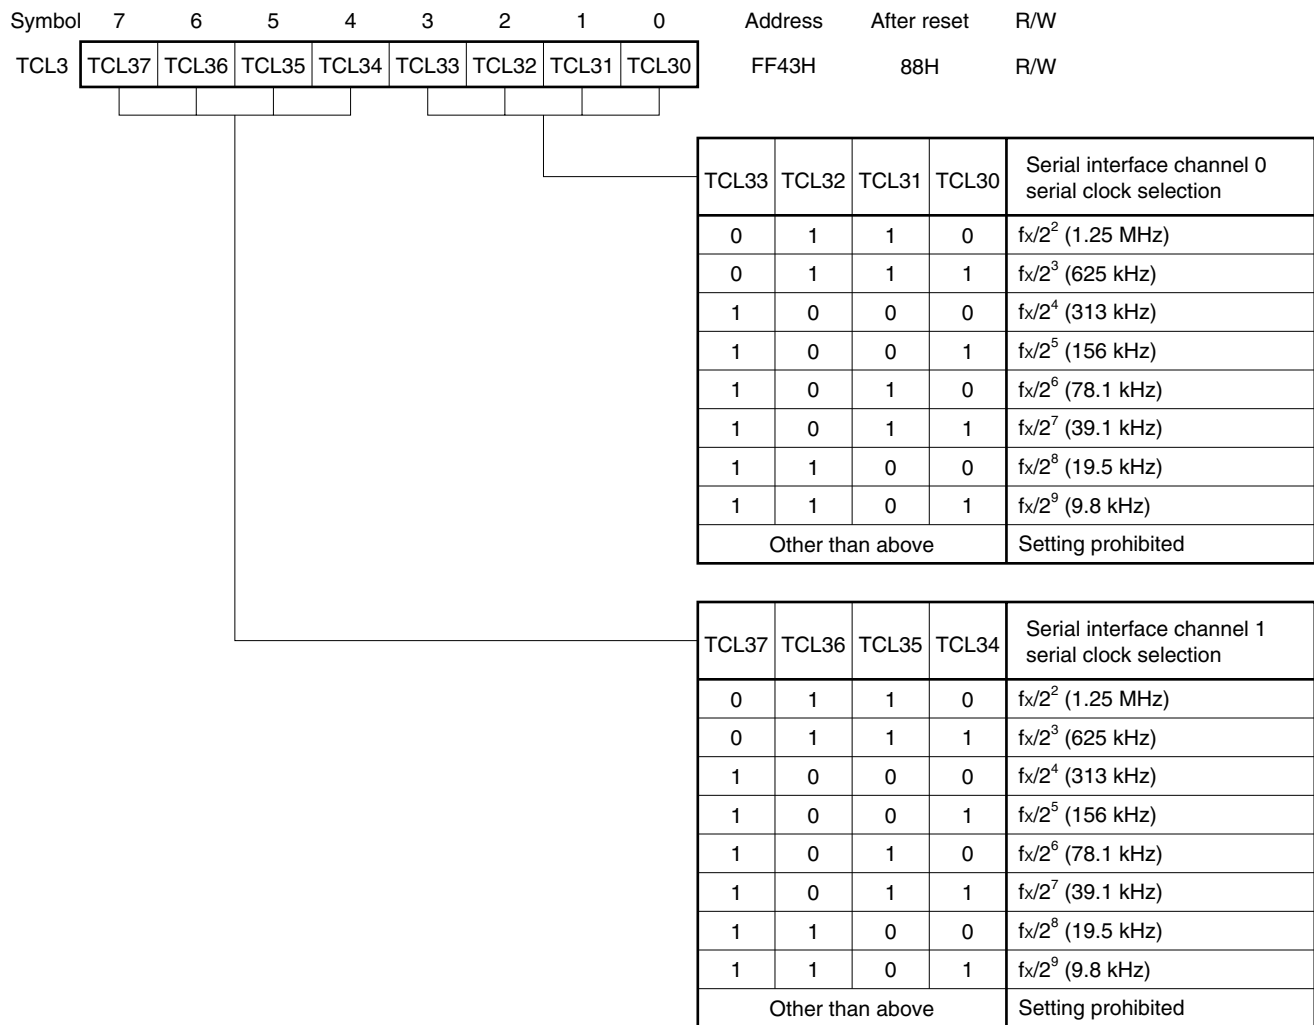 Symbol 7 6 5 4 3 2 1 0 Address After reset R/W
TCL3 TCL37 TCL36 TCL35 TCL34 TCL33 TCL32 TCL31 TCL30 FF43H 88H R/W
TCL33 TCL32 TCL31 TCL30 Serial interface channel 0
serial clock selection
0 1 1 0 fx/2² (1.25 MHz)
0 1 1 1 fx/2³ (625 kHz)
1 0 0 0 fx/2⁴ (313 kHz)
1 0 0 1 fx/2⁵ (156 kHz)
1 0 1 0 fx/2⁶ (78.1 kHz)
1 0 1 1 fx/2⁷ (39.1 kHz)
1 1 0 0 fx/2⁸ (19.5 kHz)
1 1 0 1 fx/2⁹ (9.8 kHz)
Other than above Setting prohibited
TCL37 TCL36 TCL35 TCL34 Serial interface channel 1
serial clock selection
0 1 1 0 fx/2² (1.25 MHz)
0 1 1 1 fx/2³ (625 kHz)
1 0 0 0 fx/2⁴ (313 kHz)
1 0 0 1 fx/2⁵ (156 kHz)
1 0 1 0 fx/2⁶ (78.1 kHz)
1 0 1 1 fx/2⁷ (39.1 kHz)
1 1 0 0 fx/2⁸ (19.5 kHz)
1 1 0 1 fx/2⁹ (9.8 kHz)
Other than above Setting prohibited